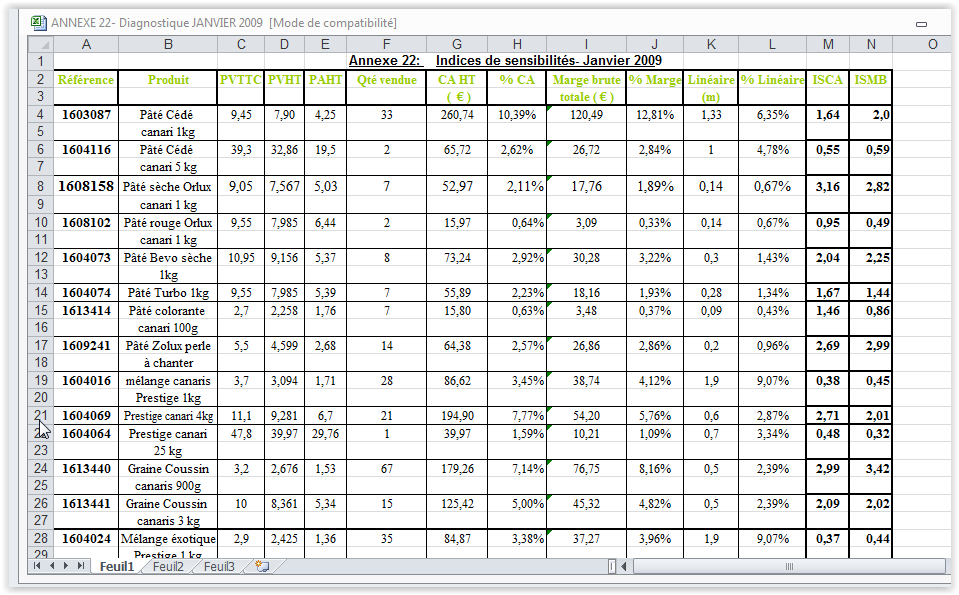 ANNEXE 22- Diagnostique JANVIER 2009 [Mode de compatibilité]
A B C D E F G H I J K L M N O
1 Annexe 22: Indices de sensibilités- Janvier 2009
2 Référence Produit PVTTC PVHT PAHT Qté vendue CA HT % CA Marge brute % Marge Linéaire % Linéaire ISCA ISMB
3 ( € ) totale ( € ) (m)
4 1603087 Pâté Cédé 9,45 7,90 4,25 33 260,74 10,39% 120,49 12,81% 1,33 6,35% 1,64 2,0
5 canari 1kg
6 1604116 Pâté Cédé 39,3 32,86 19,5 2 65,72 2,62% 26,72 2,84% 1 4,78% 0,55 0,59
7 canari 5 kg
8 1608158 Pâté sèche Orlux 9,05 7,567 5,03 7 52,97 2,11% 17,76 1,89% 0,14 0,67% 3,16 2,82
9 canari 1 kg
10 1608102 Pâté rouge Orlux 9,55 7,985 6,44 2 15,97 0,64% 3,09 0,33% 0,14 0,67% 0,95 0,49
11 canari 1 kg
12 1604073 Pâté Bevo sèche 10,95 9,156 5,37 8 73,24 2,92% 30,28 3,22% 0,3 1,43% 2,04 2,25
13 1kg
14 1604074 Pâté Turbo 1kg 9,55 7,985 5,39 7 55,89 2,23% 18,16 1,93% 0,28 1,34% 1,67 1,44
15 1613414 Pâté colorante 2,7 2,258 1,76 7 15,80 0,63% 3,48 0,37% 0,09 0,43% 1,46 0,86
16 canari 100g
17 1609241 Pâté Zolux perle 5,5 4,599 2,68 14 64,38 2,57% 26,86 2,86% 0,2 0,96% 2,69 2,99
18 à chanter
19 1604016 mélange canaris 3,7 3,094 1,71 28 86,62 3,45% 38,74 4,12% 1,9 9,07% 0,38 0,45
20 Prestige 1kg
21 1604069 Prestige canari 4kg 11,1 9,281 6,7 21 194,90 7,77% 54,20 5,76% 0,6 2,87% 2,71 2,01
1604064 Prestige canari 47,8 39,97 29,76 1 39,97 1,59% 10,21 1,09% 0,7 3,34% 0,48 0,32
23 25 kg
24 1613440 Graine Coussin 3,2 2,676 1,53 67 179,26 7,14% 76,75 8,16% 0,5 2,39% 2,99 3,42
25 canaris 900g
26 1613441 Graine Coussin 10 8,361 5,34 15 125,42 5,00% 45,32 4,82% 0,5 2,39% 2,09 2,02
27 canaris 3 kg
28 1604024 Mélange éxotique 2,9 2,425 1,36 35 84,87 3,38% 37,27 3,96% 1,9 9,07% 0,37 0,44
29 Prestige 1 kg
Feuil1 Feuil2 Feuil3